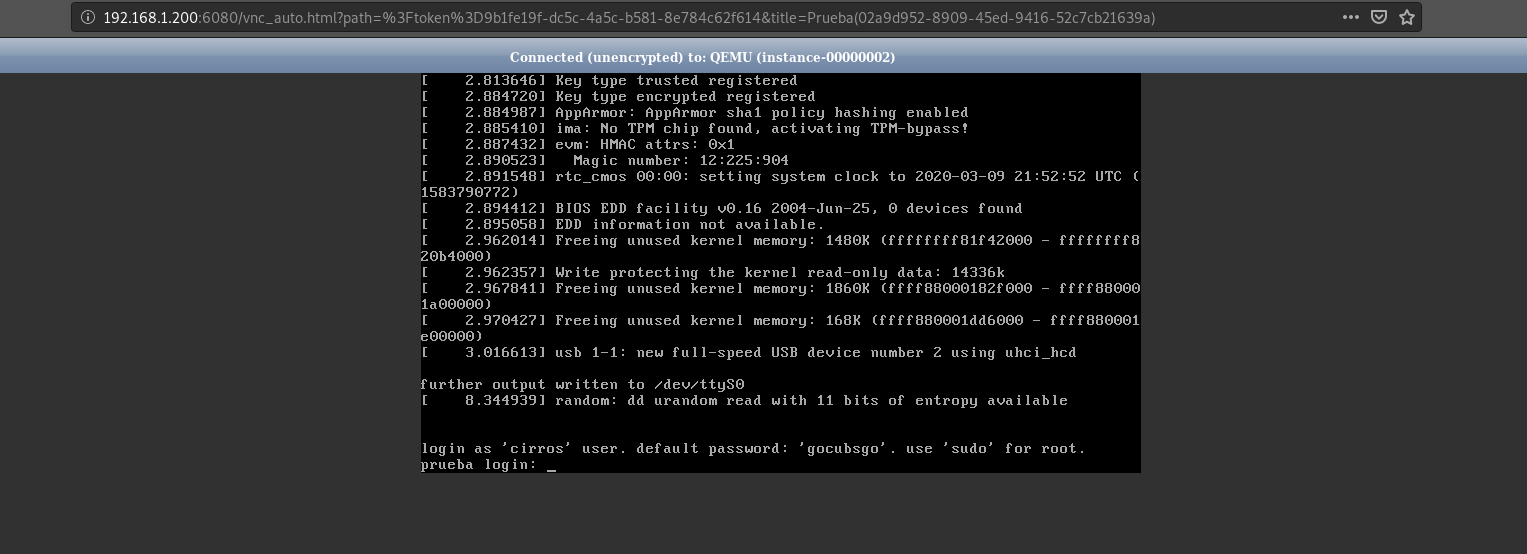 192.168.1.200:6080/vnc_auto.html?path=%3Ftoken%3D9b1fe19f-dc5c-4a5c-b581-8e784c62f614&title=Prueba(02a9d952-8909-45ed-9416-52c7cb21639a)
Connected (unencrypted) to: QEMU (instance-00000002)
[    2.813646] Key type trusted registered
[    2.884720] Key type encrypted registered
[    2.884987] AppArmor: AppArmor sha1 policy hashing enabled
[    2.885410] ima: No TPM chip found, activating TPM-bypass!
[    2.887432] evm: HMAC attrs: 0x1
[    2.890523]   Magic number: 12:225:904
[    2.891548] rtc_cmos 00:00: setting system clock to 2020-03-09 21:52:52 UTC (
1583790772)
[    2.894412] BIOS EDD facility v0.16 2004-Jun-25, 0 devices found
[    2.895058] EDD information not available.
[    2.962014] Freeing unused kernel memory: 1480K (ffffffff81f42000 - ffffffff8
20b4000)
[    2.962357] Write protecting the kernel read-only data: 14336k
[    2.967841] Freeing unused kernel memory: 1860K (ffff88000182f000 - ffff88000
1a00000)
[    2.970427] Freeing unused kernel memory: 168K (ffff880001dd6000 - ffff880001
e00000)
[    3.016613] usb 1-1: new full-speed USB device number 2 using uhci_hcd
further output written to /dev/ttyS0
[    8.344939] random: dd urandom read with 11 bits of entropy available
login as 'cirros' user. default password: 'gocubsgo'. use 'sudo' for root.
prueba login: _